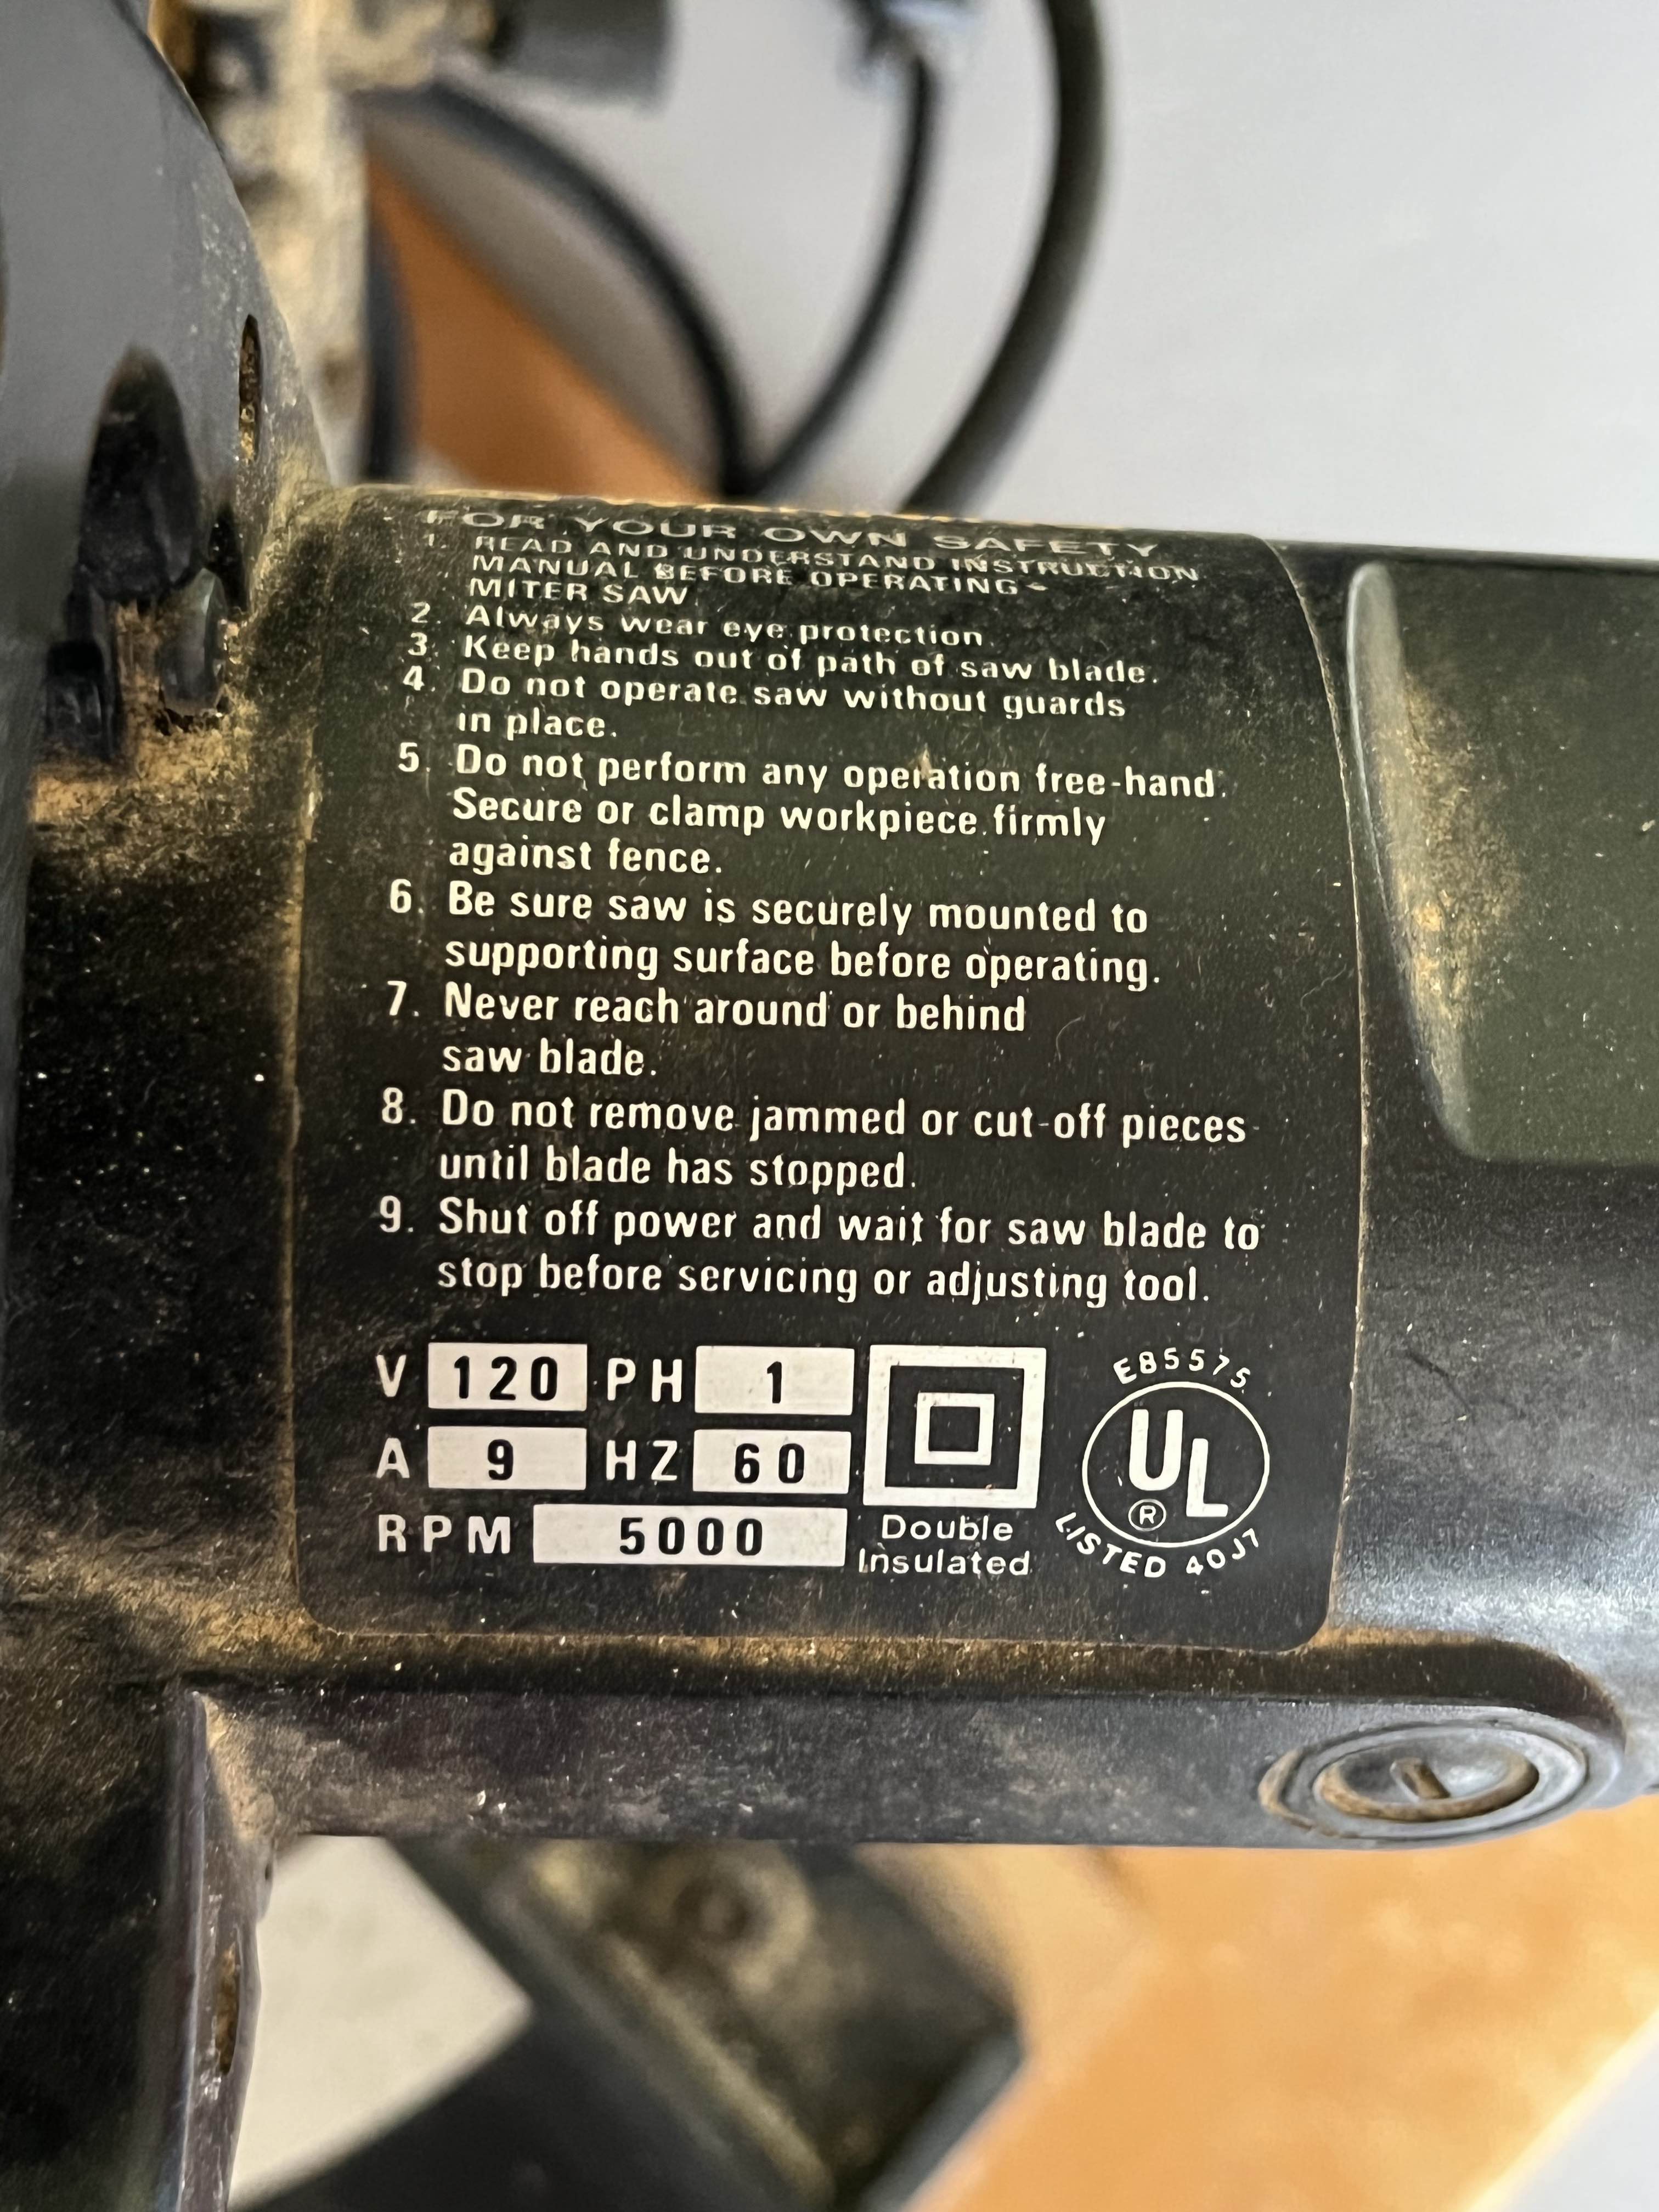 FOR YOUR OWN SAFETY
1. READ AND UNDERSTAND INSTRUCTION
MANUAL BEFORE OPERATING
MITER SAW
2. Always wear eye protection.
3. Keep hands out of path of saw blade.
4. Do not operate saw without guards
in place.
5. Do not perform any operation free-hand.
Secure or clamp workpiece firmly
against fence.
6. Be sure saw is securely mounted to
supporting surface before operating.
7. Never reach around or behind
saw blade.
8. Do not remove jammed or cut-off pieces
until blade has stopped.
9. Shut off power and wait for saw blade to
stop before servicing or adjusting tool.
V 120 PH 1
A 9 HZ 60
RPM 5000
Double
Insulated
E85575
UL
®
LISTED 40J7